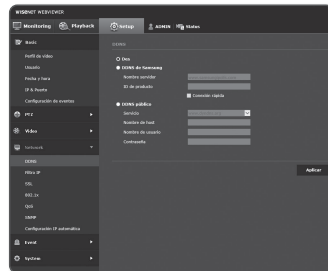 wisenet WEBVIEWER
Monitoring
Playback
Setup
ADMIN
Status
Basic
Perfil de vídeo
Usuario
Fecha y hora
IP & Puerto
Configuración de eventos
PTZ
Video
Network
DDNS
Filtro IP
SSL
802.1x
QoS
SNMP
Configuración IP automática
Event
System
DDNS
DDNS de Samsung
Nombre servidor
ID de producto
Conexión rápida
DDNS público
Servicio
Nombre de host
Nombre de usuario
Contraseña
Aplicar